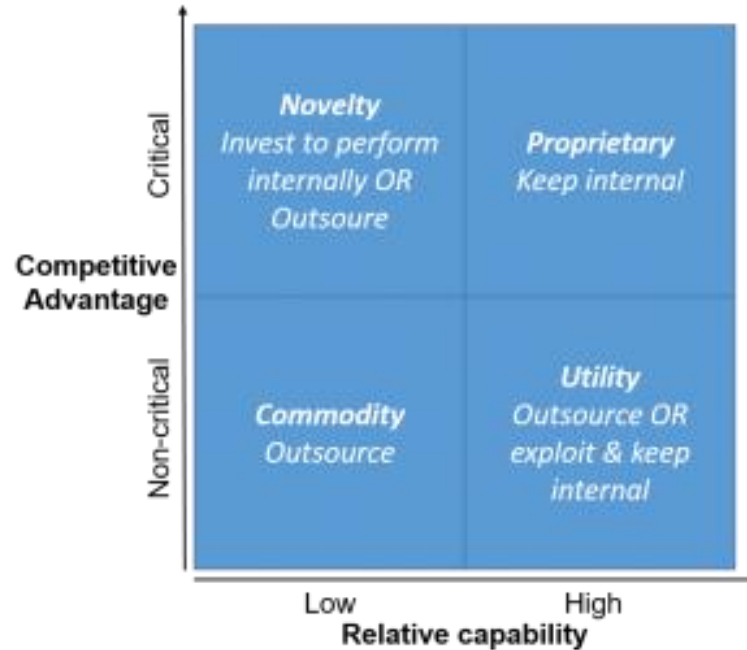 Critical
Novelty
Invest to perform
internally OR
Outsoure
Proprietary
Keep internal
Competitive
Advantage
Non-critical
Commodity
Outsource
Utility
Outsource OR
exploit & keep
internal
Low
High
Relative capability